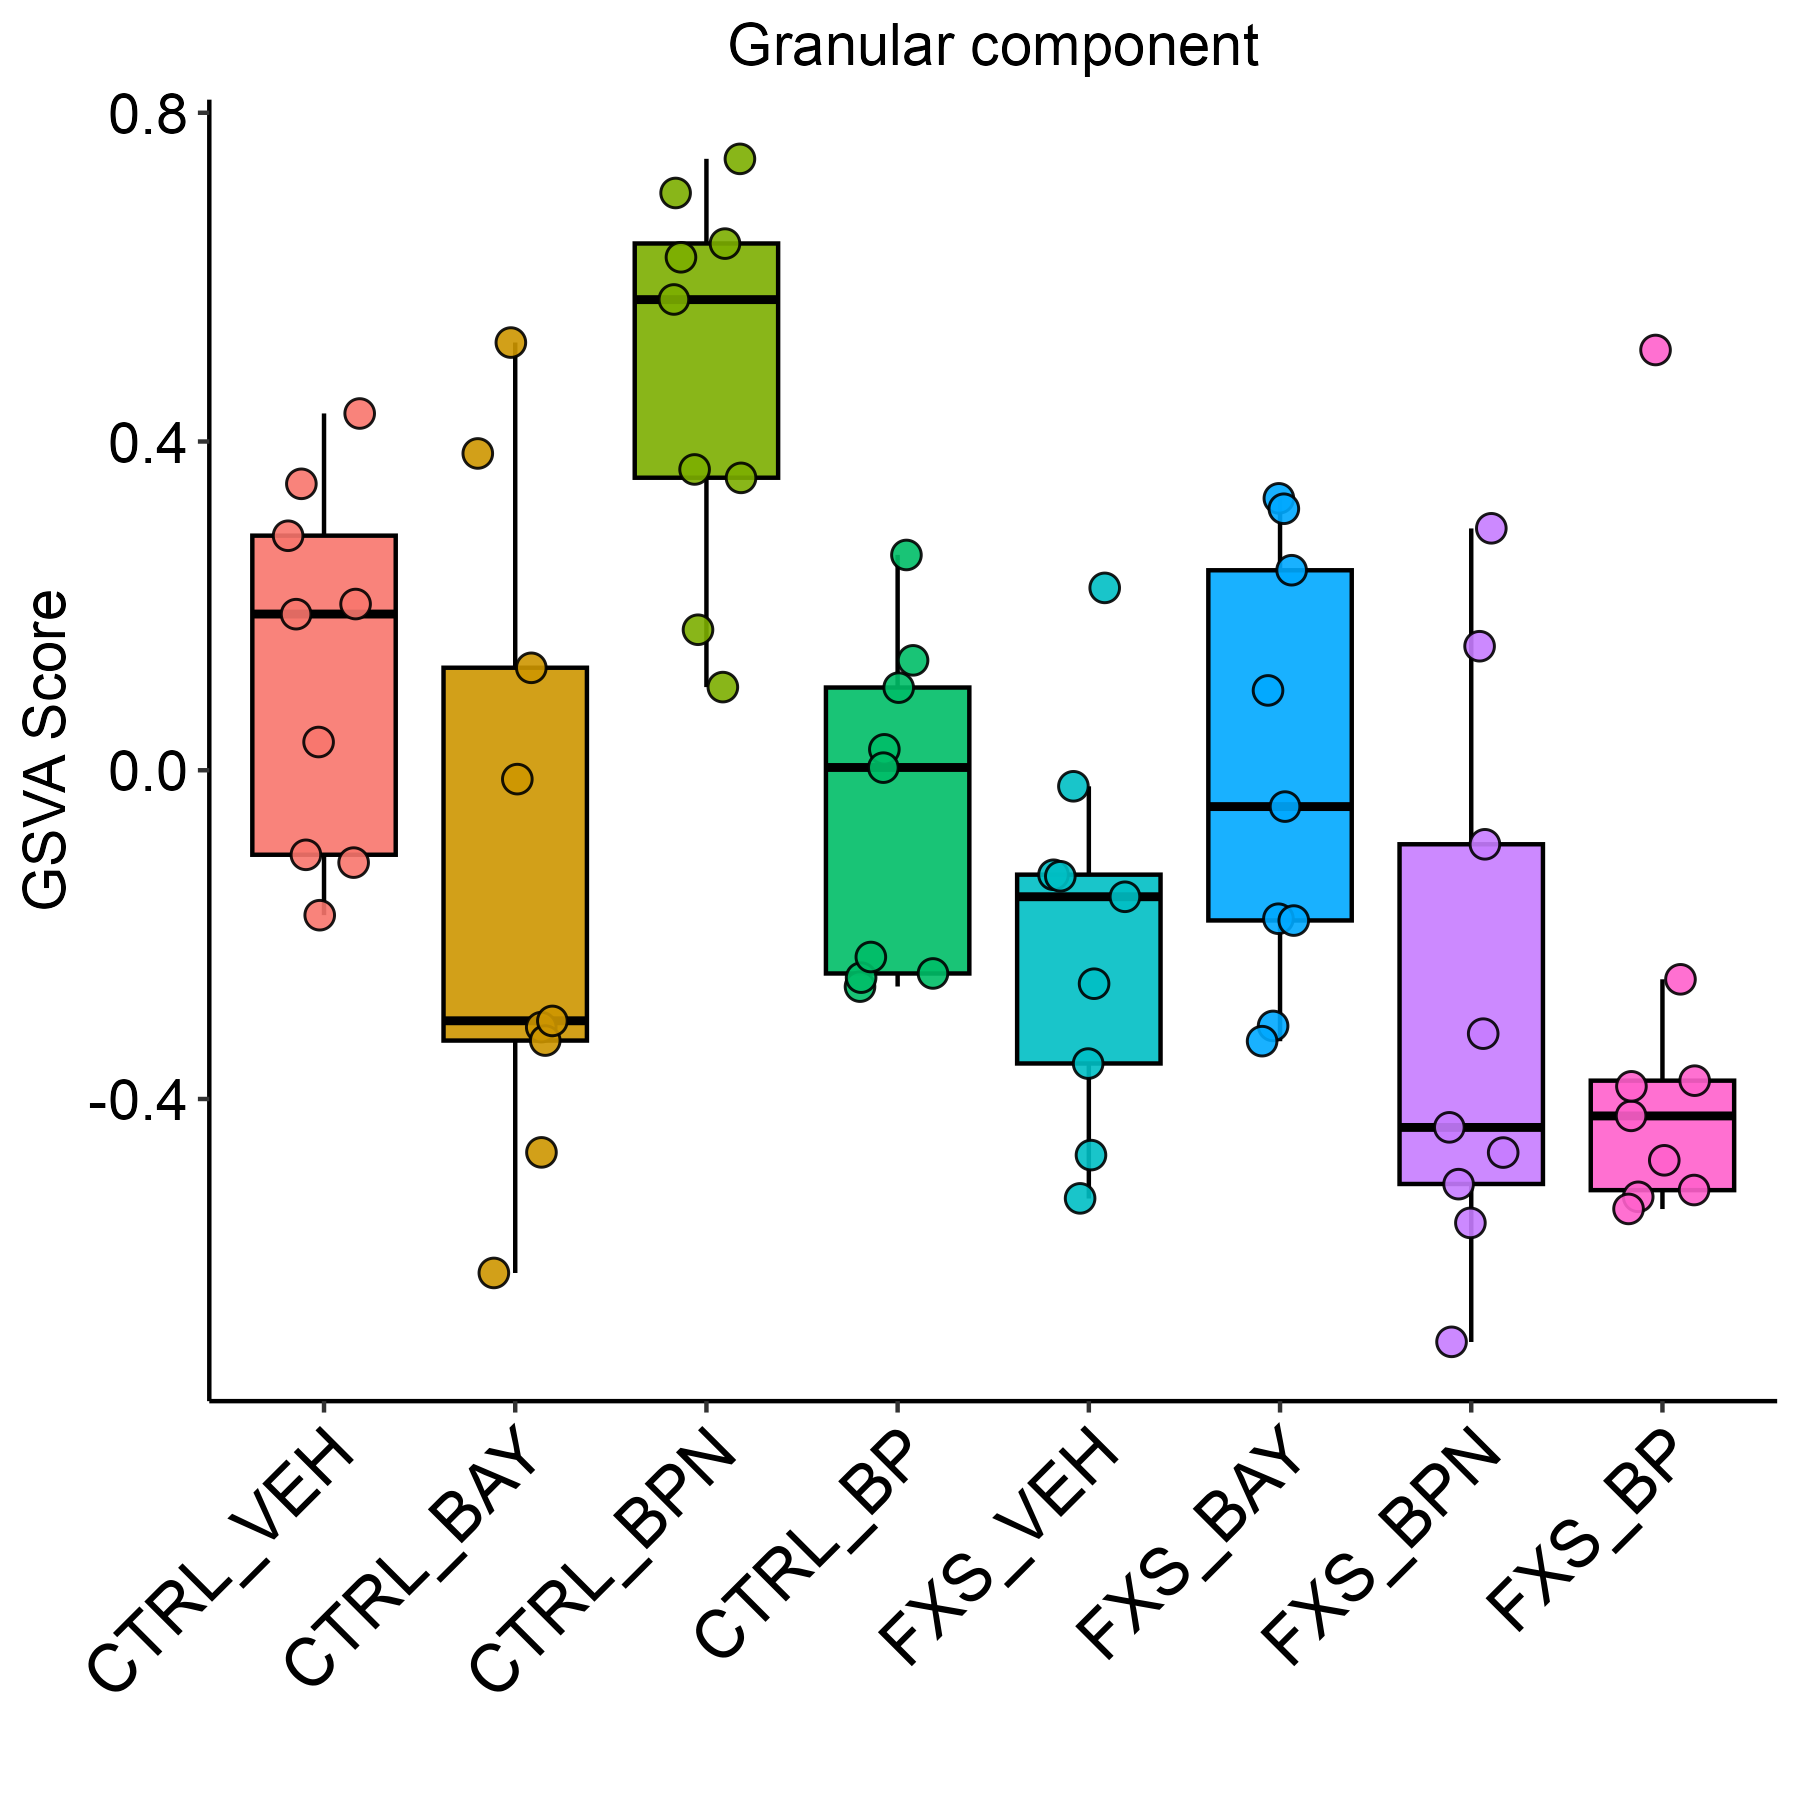 Granular component
GSVA Score
0.8
0.4
0.0
-0.4
CTRL_VEH
CTRL_BAY
CTRL_BPN
CTRL_BP
FXS_VEH
FXS_BAY
FXS_BPN
FXS_BP